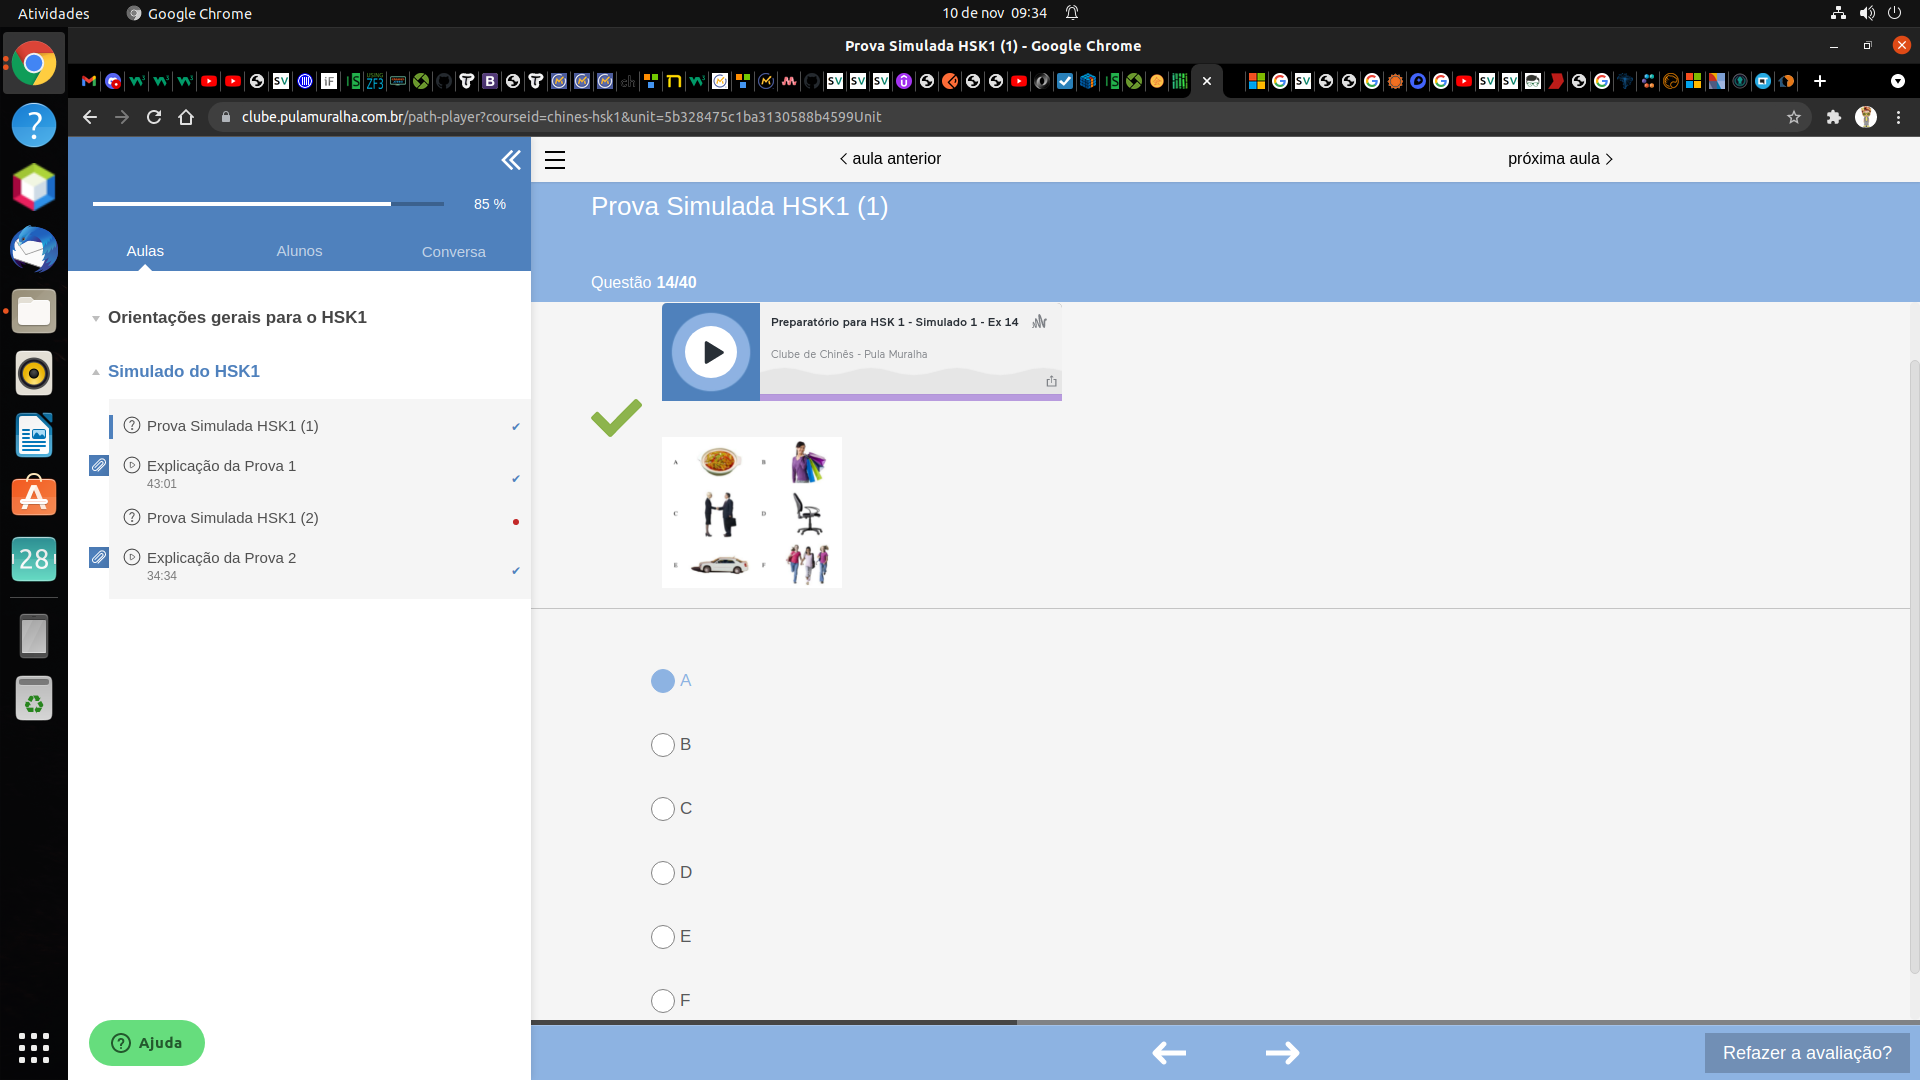 Atividades
Google Chrome
10 de nov 09:34
Prova Simulada HSK1 (1) - Google Chrome
clube.pulamuralha.com.br/path-player?courseid=chines-hsk1&unit=5b328475c1ba3130588b4599Unit
aula anterior
próxima aula
85 %
Aulas
Alunos
Conversa
Prova Simulada HSK1 (1)
Questão 14/40
Orientações gerais para o HSK1
Simulado do HSK1
Prova Simulada HSK1 (1)
Explicação da Prova 1
43:01
Prova Simulada HSK1 (2)
Explicação da Prova 2
34:34
Preparatório para HSK 1 - Simulado 1 - Ex 14
Clube de Chinês - Pula Muralha
A
B
C
D
E
F
A
B
C
D
E
F
28
Ajuda
Refazer a avaliação?